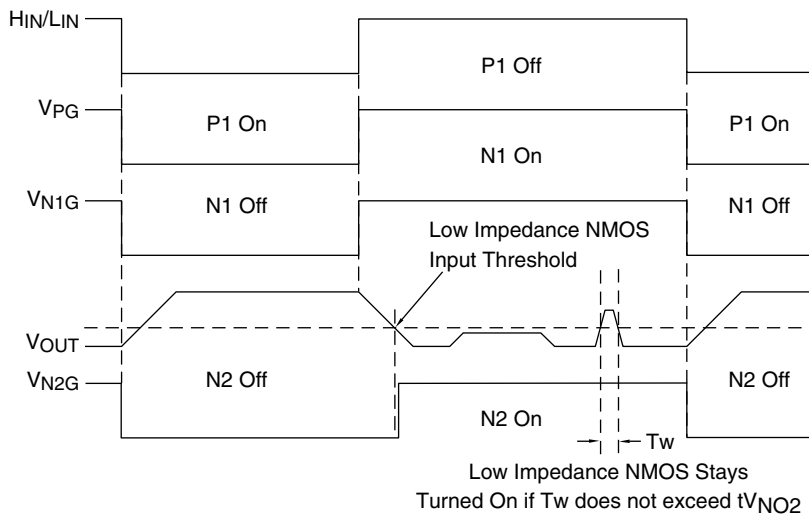 HIN/LIN
P1 Off
VPG
P1 On
P1 On
N1 On
VN1G
N1 Off
N1 Off
Low Impedance NMOS
Input Threshold
VOUT
VN2G
N2 Off
N2 Off
N2 On
Tw
Low Impedance NMOS Stays
Turned On if Tw does not exceed tVNO2